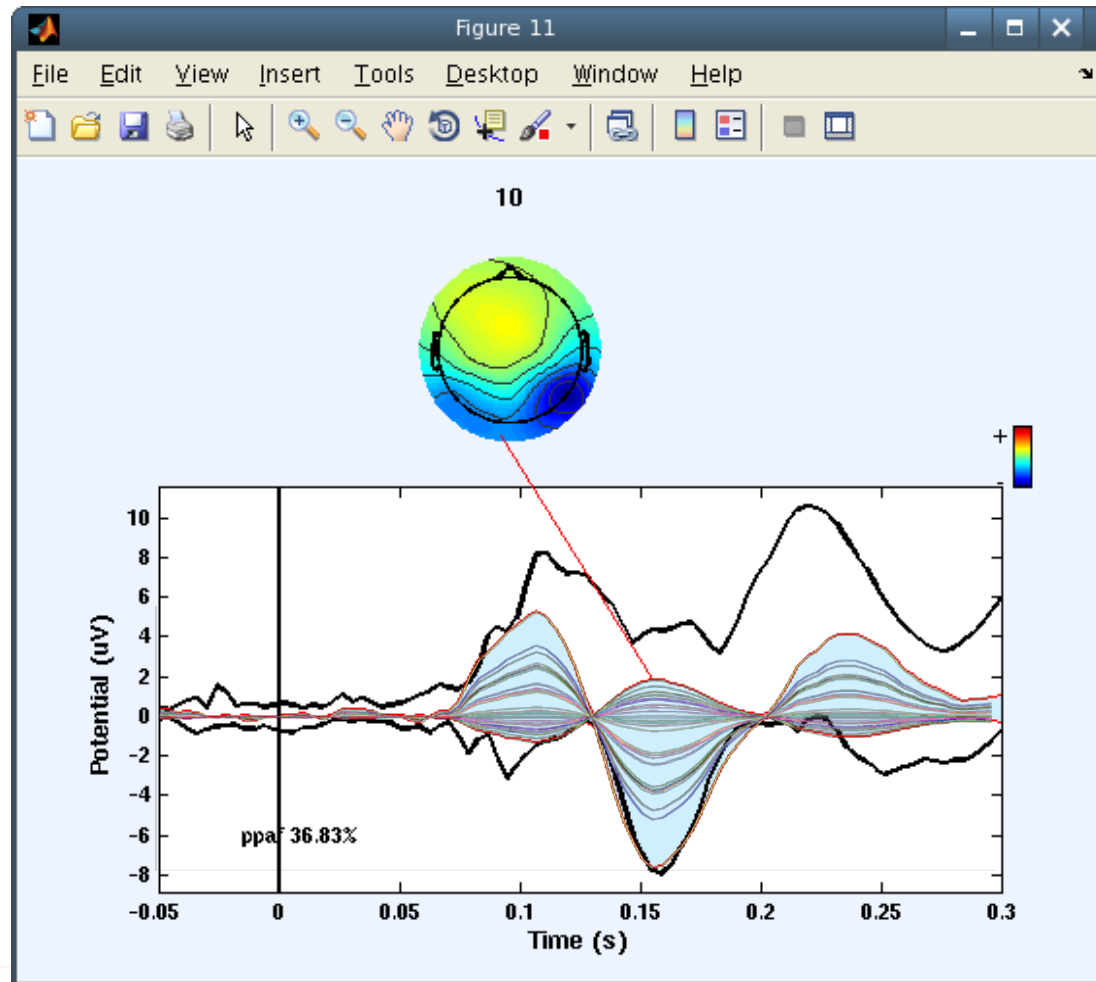 Figure 11
File Edit View Insert Tools Desktop Window Help
10
+
-
10
8
6
4
2
0
-2
-4
-6
-8
Potential (uV)
ppaf 36.83%
-0.05 0 0.05 0.1 0.15 0.2 0.25 0.3
Time (s)